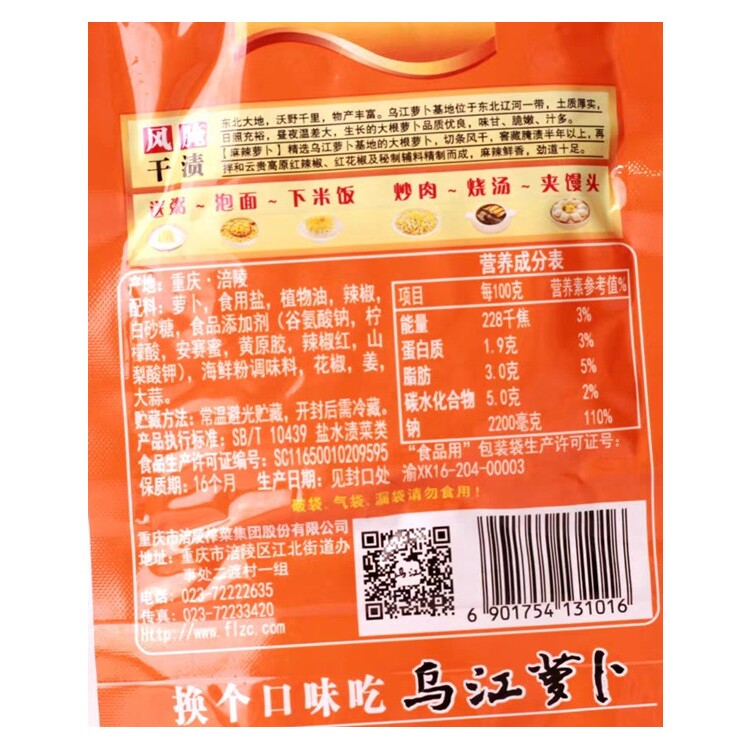 风腌
干渍
东北大地，沃野千里，物产丰富。乌江萝卜基地位于东北辽河一带，土质厚实，
日照充裕，昼夜温差大，生长的大根萝卜品质优良，味甘、脆嫩、汁多。
【麻辣萝卜】精选乌江萝卜基地的大根萝卜，切条风干，窖藏腌渍半年以上，再
拌和云贵高原红辣椒、红花椒及秘制辅料精制而成，麻辣鲜香，劲道十足。
送粥~泡面~下米饭 炒肉~烧汤~夹馒头
产地：重庆·涪陵
配料：萝卜，食用盐，植物油，辣椒，
白砂糖，食品添加剂（谷氨酸钠，柠
檬酸，安赛蜜，黄原胶，辣椒红，山
梨酸钾），海鲜粉调味料，花椒，姜，
大蒜。
贮藏方法：常温避光贮藏，开封后需冷藏。
产品执行标准：SB/T 10439 盐水渍菜类
食品生产许可证编号：SC11650010209595
保质期：16个月 生产日期：见封口处
营养成分表
项目 每100克 营养素参考值%
能量 228千焦 3%
蛋白质 1.9克 3%
脂肪 3.0克 5%
碳水化合物 5.0克 2%
钠 2200毫克 110%
“食品用”包装袋生产许可证号：
渝XK16-204-00003
破袋、气袋、漏袋请勿食用！
重庆市涪陵榨菜集团股份有限公司
地址：重庆市涪陵区江北街道办
事处二渡村一组
电话：023-72222635
传真：023-72233420
Http://www.flzc.com
乌江
6 901754 131016
换个口味吃 乌江萝卜